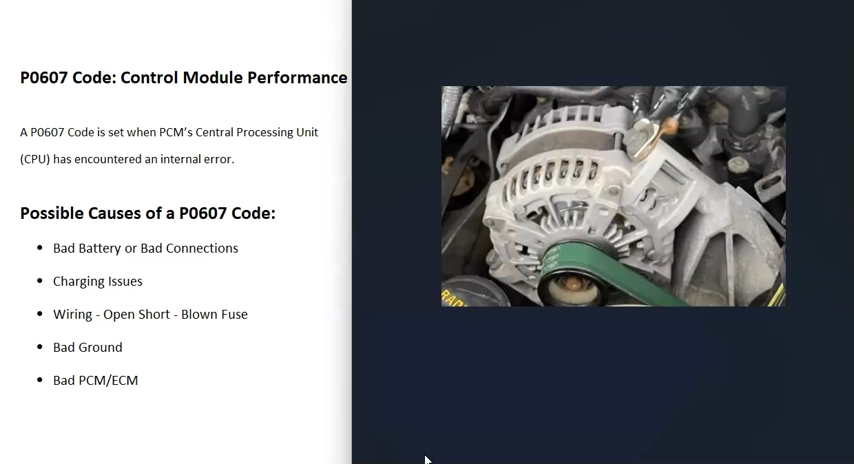 P0607 Code: Control Module Performance
A P0607 Code is set when PCM's Central Processing Unit
(CPU) has encountered an internal error.
Possible Causes of a P0607 Code:
• Bad Battery or Bad Connections
• Charging Issues
• Wiring - Open Short - Blown Fuse
• Bad Ground
• Bad PCM/ECM
RAD